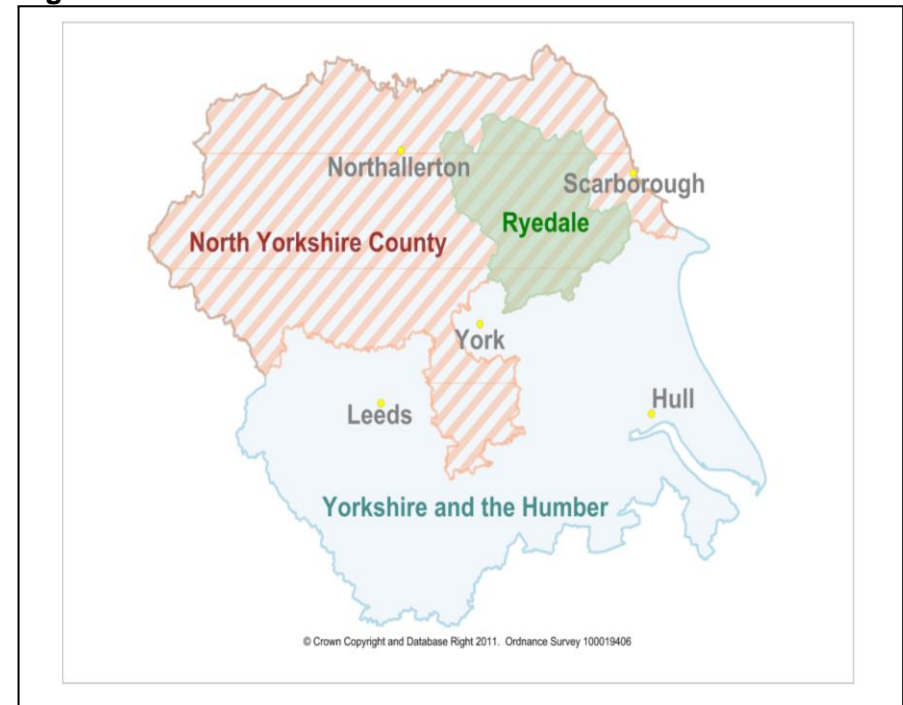 Northallerton
Scarborough
Ryedale
North Yorkshire County
York
Hull
Leeds
Yorkshire and the Humber
© Crown Copyright and Database Right 2011. Ordnance Survey 100019406